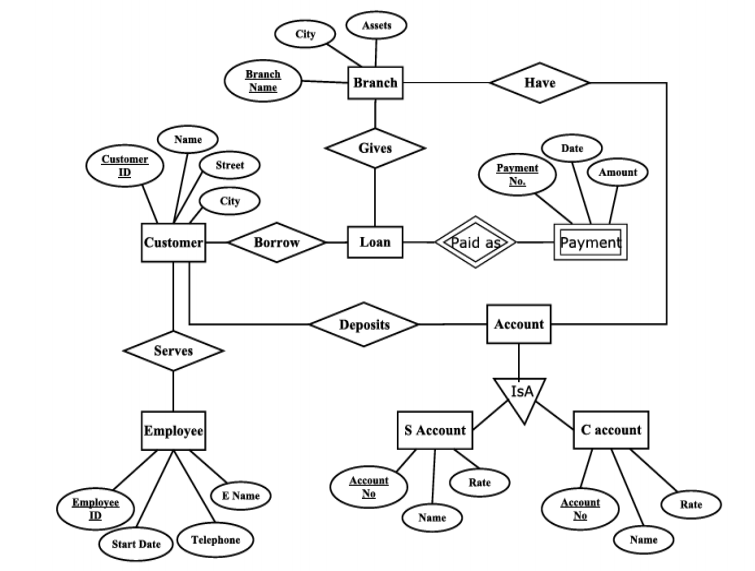 Assets
City
Branch
Name
Branch
Have
Name
Customer
ID
Street
City
Gives
Date
Payment
No.
Amount
Customer
Borrow
Loan
Paid as
Payment
Deposits
Account
Serves
IsA
Employee
S Account
C account
Employee
ID
Start Date
Telephone
E Name
Account
No
Name
Rate
Account
No
Name
Rate